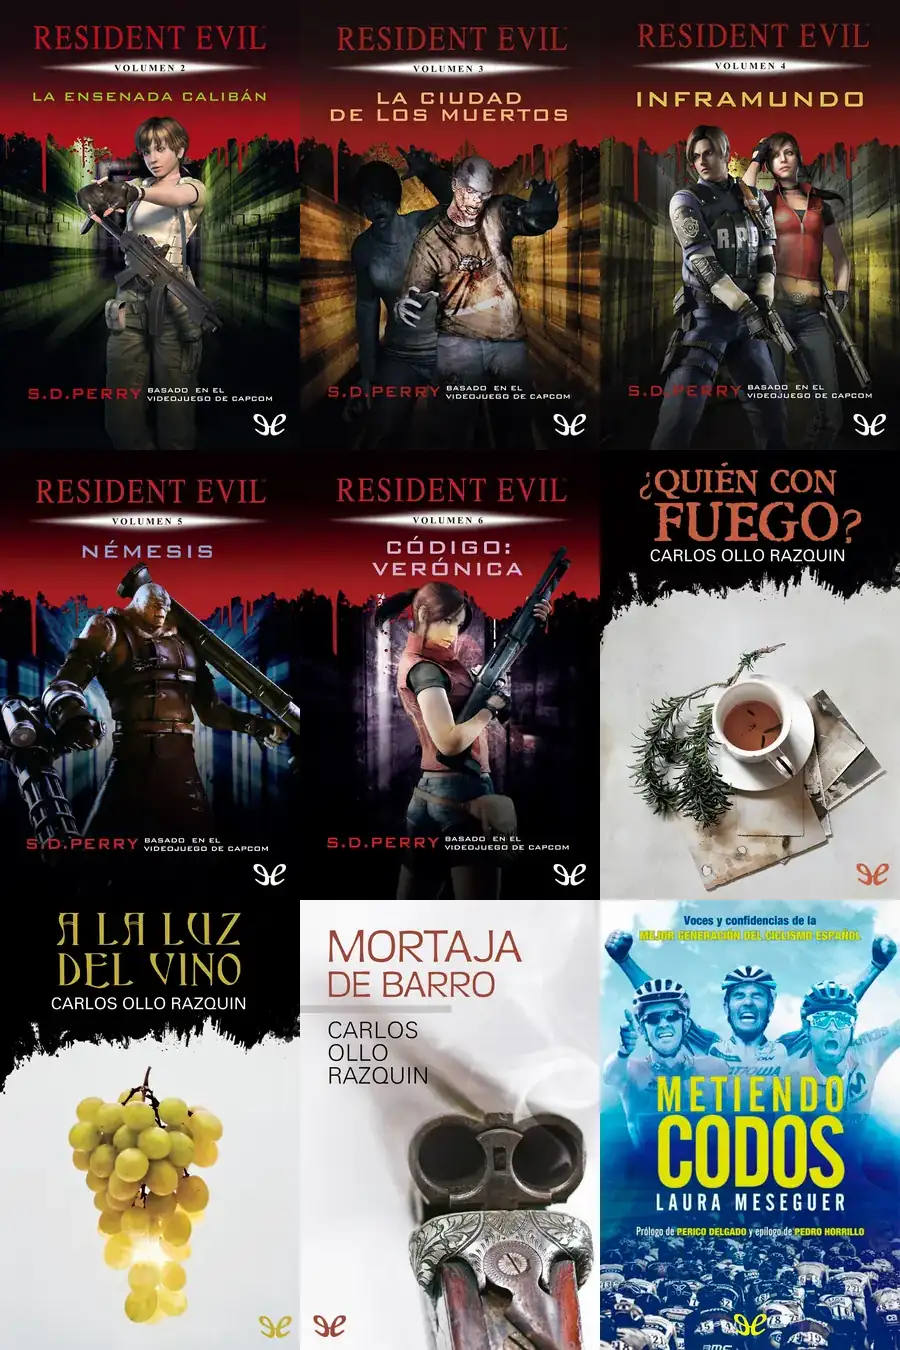 RESIDENT EVIL
VOLUMEN 2
LA ENSENADA CALIBÁN
S.D.PERRY
BASADO EN EL
VIDEOJUEGO DE CAPCOM
RESIDENT EVIL
VOLUMEN 3
LA CIUDAD
DE LOS MUERTOS
S.D.PERRY
BASADO EN EL
VIDEOJUEGO DE CAPCOM
RESIDENT EVIL
VOLUMEN 4
INFRAMUNDO
R.P.D
S.D.PERRY
BASADO EN EL
VIDEOJUEGO DE CAPCOM
RESIDENT EVIL
VOLUMEN 5
NÉMESIS
S.D.PERRY
BASADO EN EL
VIDEOJUEGO DE CAPCOM
RESIDENT EVIL
VOLUMEN 6
CÓDIGO:
VERÓNICA
S.D.PERRY
BASADO EN EL
VIDEOJUEGO DE CAPCOM
¿QUIÉN CON
FUEGO?
CARLOS OLLO RAZQUIN
A LA LUZ
DEL VINO
CARLOS OLLO RAZQUIN
MORTAJA
DE BARRO
CARLOS
OLLO
RAZQUIN
Voces y confidencias de la
MEJOR GENERACIÓN DEL CICLISMO ESPAÑOL
METIENDO
CODOS
LAURA MESEGUER
Prólogo de PERICO DELGADO y epílogo de PEDRO HORRILLO